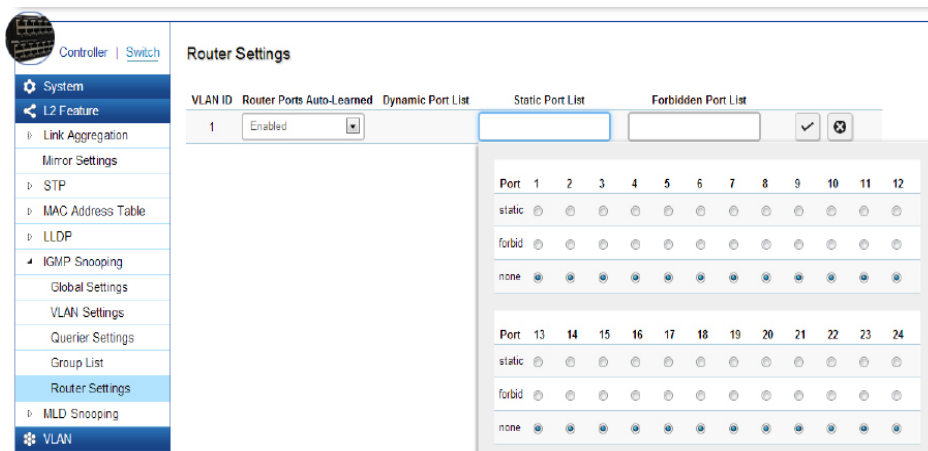 Controller | Switch
Router Settings
System
L2 Feature
Link Aggregation
Mirror Settings
STP
MAC Address Table
LLDP
IGMP Snooping
Global Settings
VLAN Settings
Querier Settings
Group List
Router Settings
MLD Snooping
VLAN
VLAN ID Router Ports Auto-Learned Dynamic Port List Static Port List Forbidden Port List
1 Enabled
Port 1 2 3 4 5 6 7 8 9 10 11 12
static
forbid
none
Port 13 14 15 16 17 18 19 20 21 22 23 24
static
forbid
none